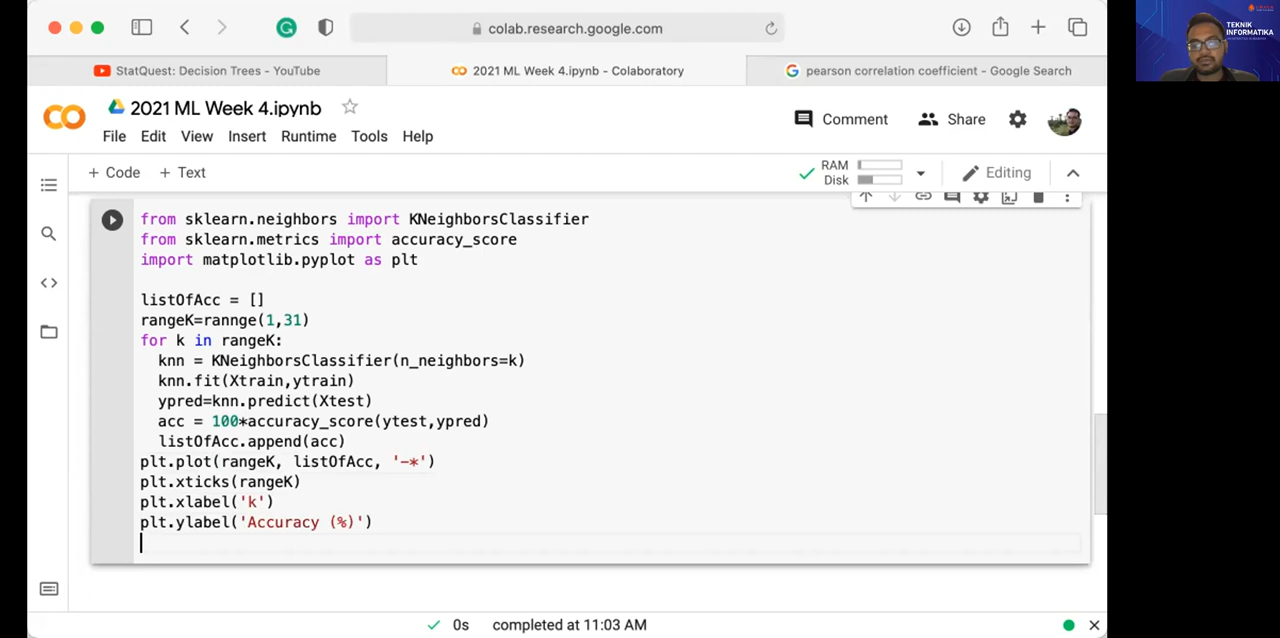 colab.research.google.com
StatQuest: Decision Trees - YouTube
2021 ML Week 4.ipynb - Colaboratory
pearson correlation coefficient - Google Search
TEKNIK
INFORMATIKA
2021 ML Week 4.ipynb
File Edit View Insert Runtime Tools Help
Comment
Share
+ Code + Text
RAM
Disk
Editing
from sklearn.neighbors import KNeighborsClassifier
from sklearn.metrics import accuracy_score
import matplotlib.pyplot as plt
listOfAcc = []
rangeK=rannge(1,31)
for k in rangeK:
knn = KNeighborsClassifier(n_neighbors=k)
knn.fit(Xtrain,ytrain)
ypred=knn.predict(Xtest)
acc = 100*accuracy_score(ytest,ypred)
listOfAcc.append(acc)
plt.plot(rangeK, listOfAcc, '-*')
plt.xticks(rangeK)
plt.xlabel('k')
plt.ylabel('Accuracy (%)')
0s completed at 11:03 AM